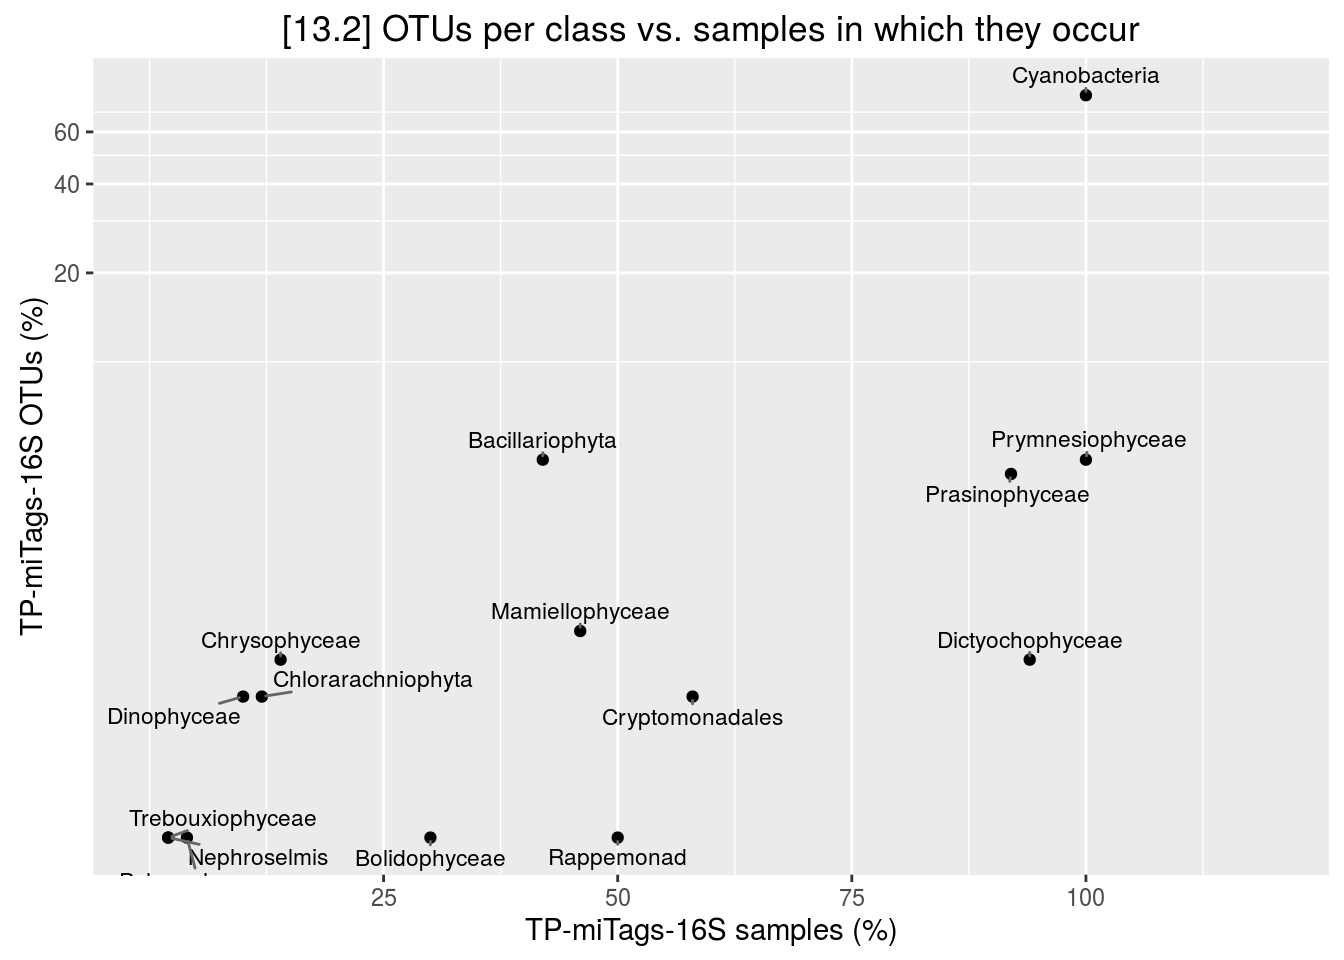 [13.2] OTUs per class vs. samples in which they occur
Cyanobacteria
60
40
20
TP-miTags-16S OTUs (%)
Bacillariophyta
Prymnesiophyceae
Prasinophyceae
Mamiellophyceae
Chrysophyceae
Dictyochophyceae
Chlorarachniophyta
Dinophyceae
Cryptomonadales
Trebouxiophyceae
Nephroselmis
Bolidophyceae
Rappemonad
25
50
75
100
TP-miTags-16S samples (%)